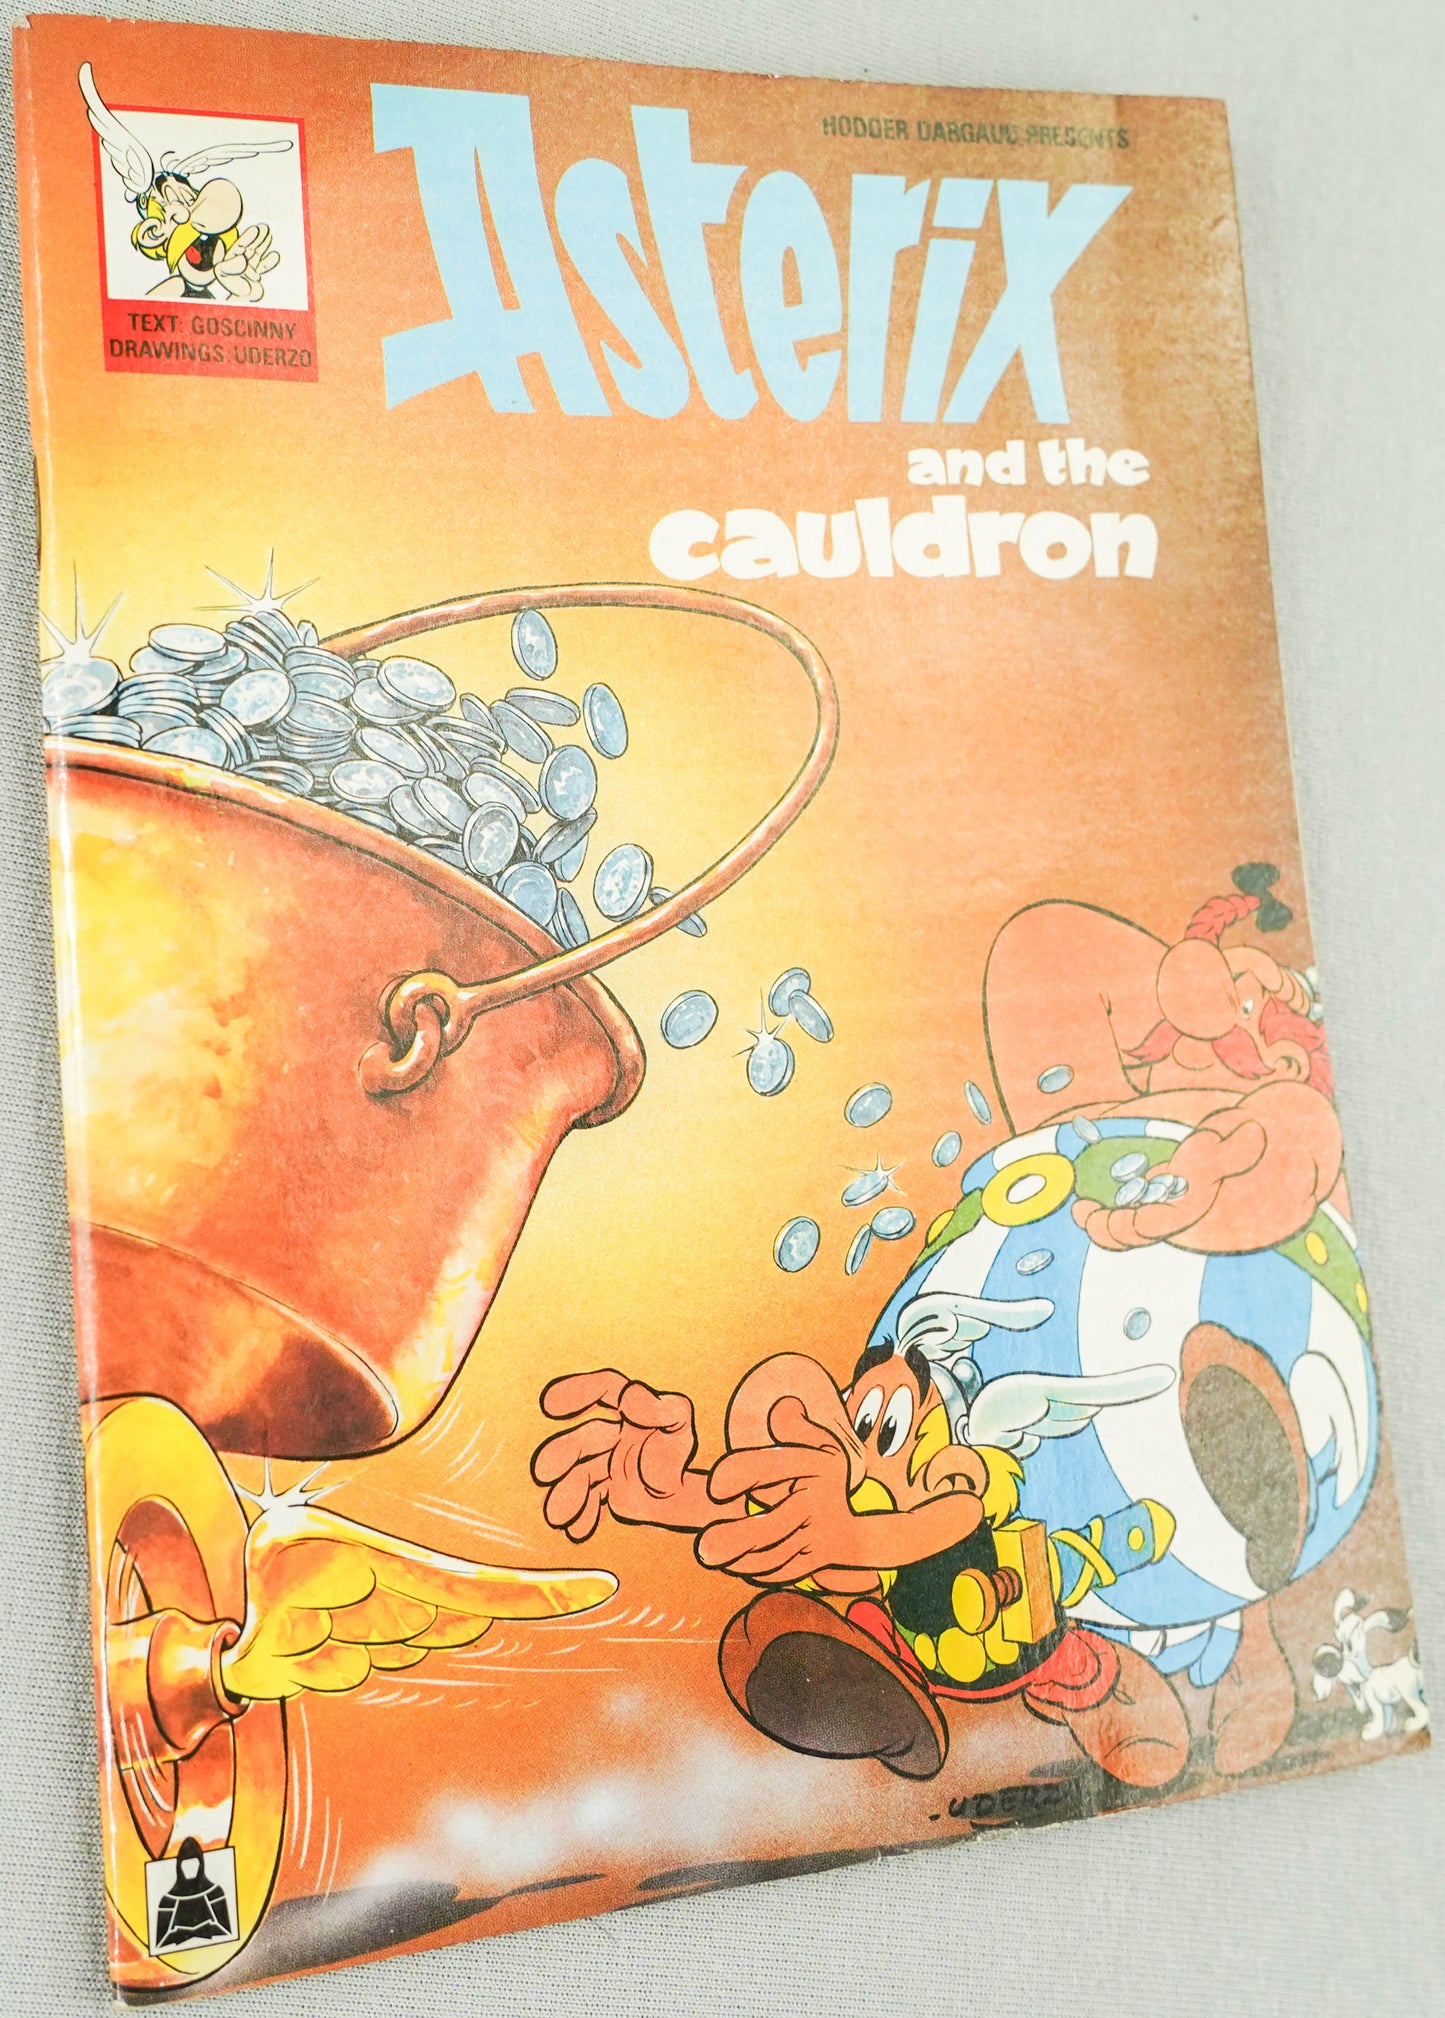 HODDER DARGAUD PRESENTS
Asterix
and the
cauldron
TEXT: GOSCINNY
DRAWINGS: UDERZO
-UDERZO